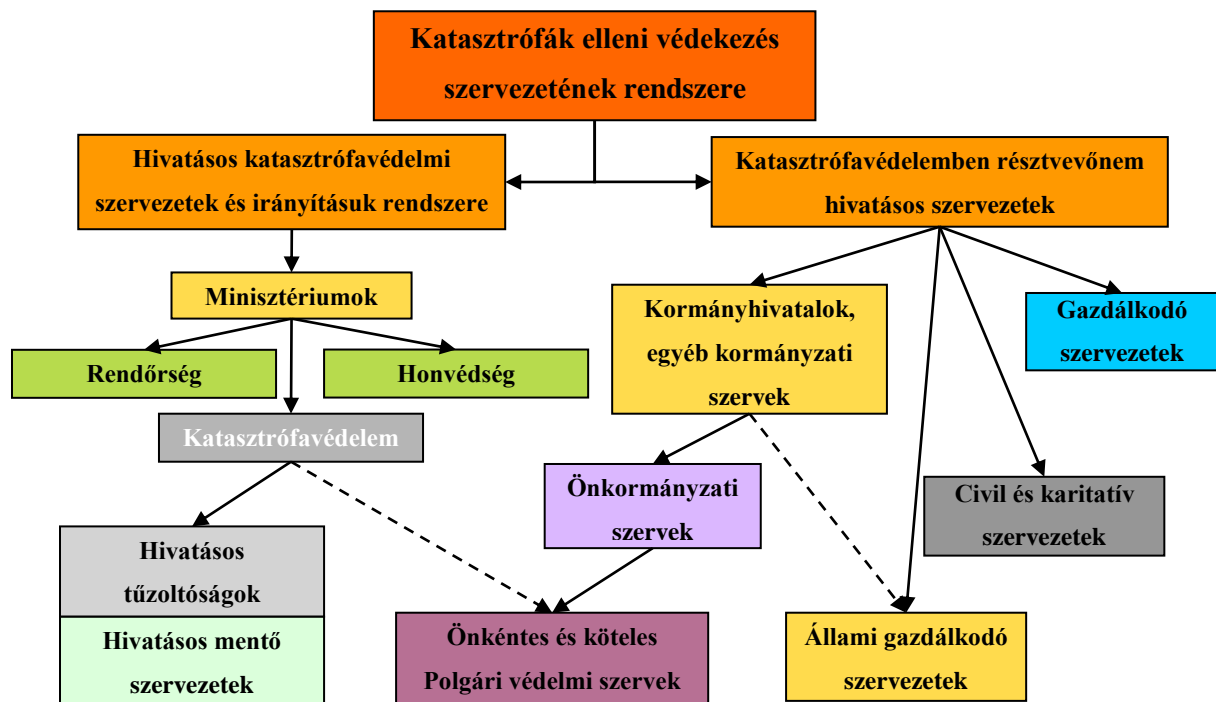 Katasztrófák elleni védekezés
szervezetének rendszere
Hivatásos katasztrófavédelmi
szervezetek és irányításuk rendszere
Katasztrófavédelemben résztvevőnem
hivatásos szervezetek
Minisztériumok
Rendőrség
Honvédség
Katasztrófavédelem
Kormányhivatalok,
egyéb kormányzati
szervek
Gazdálkodó
szervezetek
Önkormányzati
szervek
Civil és karitatív
szervezetek
Hivatásos
tűzoltóságok
Hivatásos mentő
szervezetek
Önkéntes és köteles
Polgári védelmi szervek
Állami gazdálkodó
szervezetek